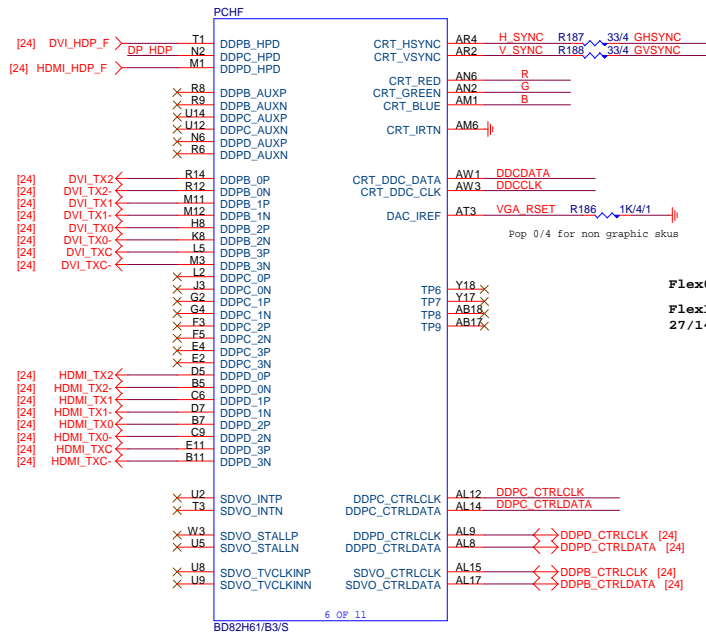 PCHF
[24] DVI_HDP_F T1 DDPB_HPD CRT_HSYNC AR4 H_SYNC R187 33/4 GHSYNC
DP_HDP N2 DDPC_HPD CRT_VSYNC AR2 V_SYNC R188 33/4 GVSYNC
[24] HDMI_HDP_F M1 DDPD_HPD
CRT_RED AN6 R
R8 DDPB_AUXP CRT_GREEN AN2 G
R9 DDPB_AUXN CRT_BLUE AM1 B
U14 DDPC_AUXP
U12 DDPC_AUXN CRT_IRTN AM6
N6 DDPD_AUXP
R6 DDPD_AUXN
[24] DVI_TX2 R14 DDPB_0P CRT_DDC_DATA AW1 DDCDATA
[24] DVI_TX2- R12 DDPB_0N CRT_DDC_CLK AW3 DDCCLK
[24] DVI_TX1 M11 DDPB_1P
[24] DVI_TX1- M12 DDPB_1N DAC_IREF AT3 VGA_RSET R186 1K/4/1
[24] DVI_TX0 H8 DDPB_2P
Pop 0/4 for non graphic skus
[24] DVI_TX0- K8 DDPB_2N
[24] DVI_TXC L5 DDPB_3P
[24] DVI_TXC- M3 DDPB_3N
L2 DDPC_0P
J3 DDPC_0N TP6 Y18 Flex
G2 DDPC_1P TP7 Y17
G4 DDPC_1N TP8 AB18 Flex
F3 DDPC_2P TP9 AB17 27/14
F5 DDPC_2N
E4 DDPC_3P
E2 DDPC_3N
[24] HDMI_TX2 D5 DDPD_0P
[24] HDMI_TX2- B5 DDPD_0N
[24] HDMI_TX1 C6 DDPD_1P
[24] HDMI_TX1- D7 DDPD_1N
[24] HDMI_TX0 B7 DDPD_2P
[24] HDMI_TX0- C9 DDPD_2N
[24] HDMI_TXC E11 DDPD_3P
[24] HDMI_TXC- B11 DDPD_3N
U2 SDVO_INTP DDPC_CTRLCLK AL12 DDPC_CTRLCLK
T3 SDVO_INTN DDPC_CTRLDATA AL14 DDPC_CTRLDATA
W3 SDVO_STALLP DDPD_CTRLCLK AL9 DDPD_CTRLCLK [24]
U5 SDVO_STALLN DDPD_CTRLDATA AL8 DDPD_CTRLDATA [24]
U8 SDVO_TVCLKINP SDVO_CTRLCLK AL15 DDPB_CTRLCLK [24]
U9 SDVO_TVCLKINN SDVO_CTRLDATA AL17 DDPB_CTRLDATA [24]
6 OF 11
BD82H61/B3/S